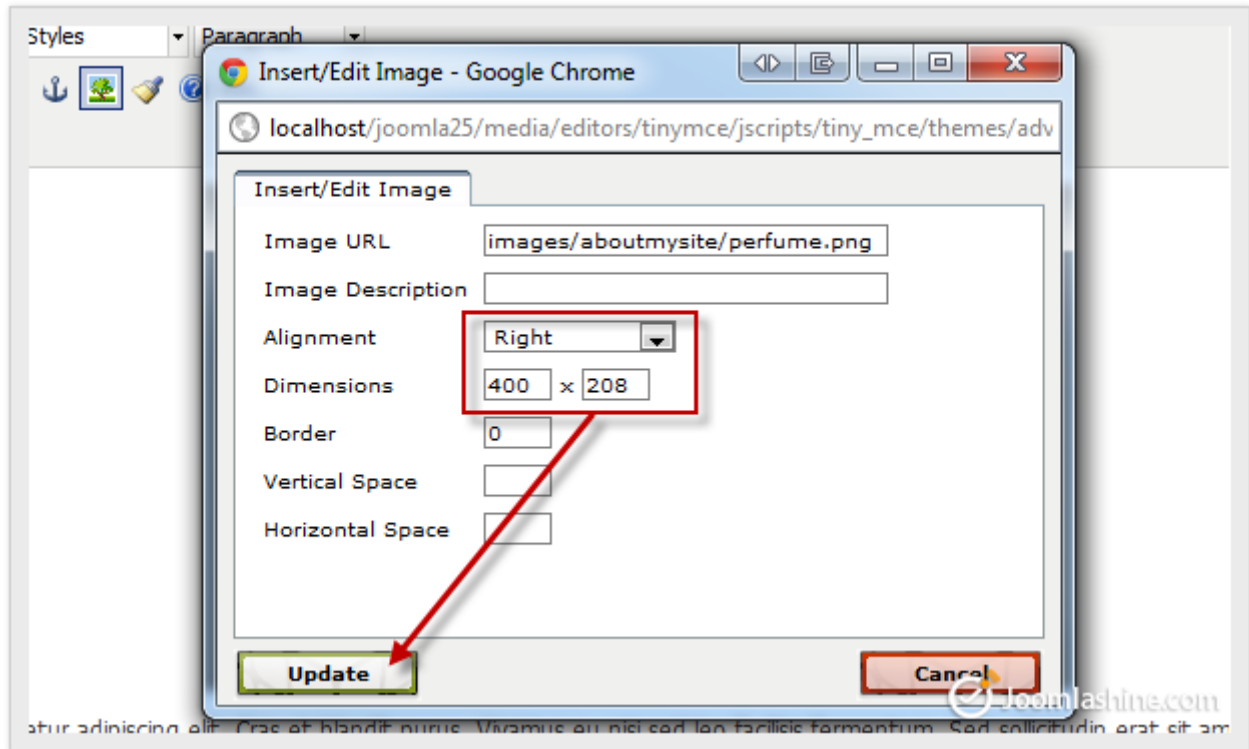 Styles Paragraph
Insert/Edit Image - Google Chrome
localhost/joomla25/media/editors/tinymce/jscripts/tiny_mce/themes/adv
Insert/Edit Image
Image URL images/aboutmysite/perfume.png
Image Description
Alignment Right
Dimensions 400 x 208
Border 0
Vertical Space
Horizontal Space
Update Cancel
Joomlashine.com
etur adipiscing elit. Cras et blandit purus. Vivamus eu nisi sed leo facilisis fermentum. Sed sollicitudin erat sit am